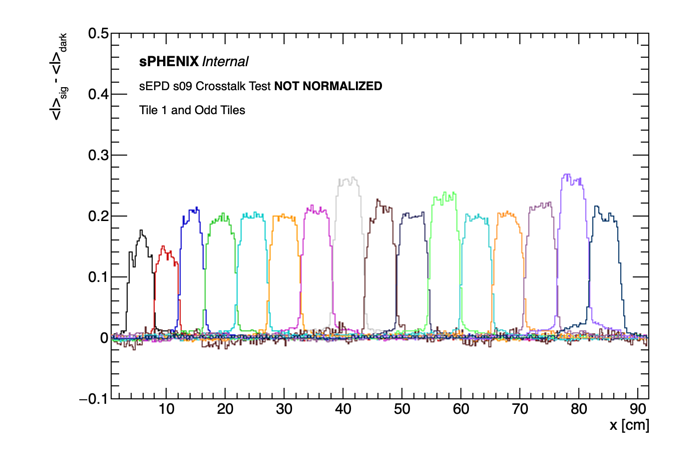 0.5
<I>sig - <I>dark
sPHENIX Internal
sEPD s09 Crosstalk Test NOT NORMALIZED
0.4
Tile 1 and Odd Tiles
0.3
0.2
0.1
0
−0.1
10 20 30 40 50 60 70 80 90
x [cm]